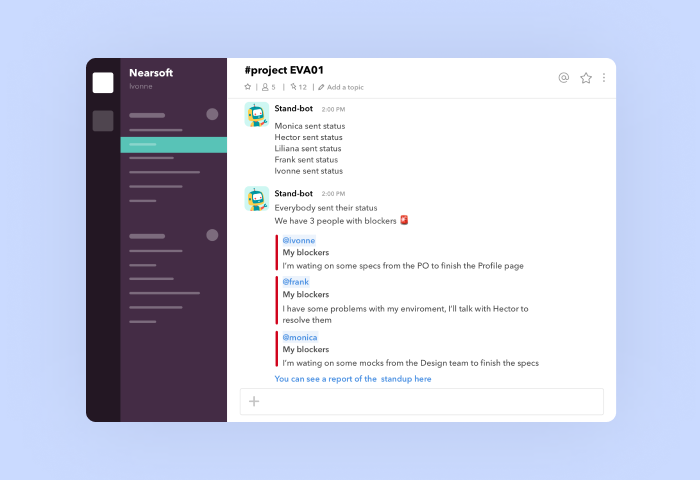 Nearsoft
Ivonne
#project EVA01
5
12
Add a topic
Stand-bot 2:00 PM
Monica sent status
Hector sent status
Liliana sent status
Frank sent status
Ivonne sent status
Stand-bot 2:00 PM
Everybody sent their status
We have 3 people with blockers
@ivonne
My blockers
I'm wating on some specs from the PO to finish the Profile page
@frank
My blockers
I have some problems with my enviroment, I'll talk with Hector to
resolve them
@monica
My blockers
I'm wating on some mocks from the Design team to finish the specs
You can see a report of the standup here